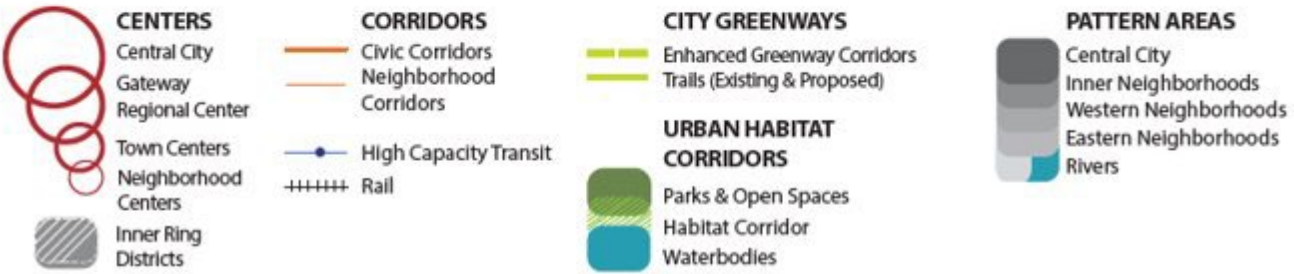 CENTERS
Central City
Gateway
Regional Center
Town Centers
Neighborhood
Centers
Inner Ring
Districts
CORRIDORS
Civic Corridors
Neighborhood
Corridors
High Capacity Transit
Rail
CITY GREENWAYS
Enhanced Greenway Corridors
Trails (Existing & Proposed)
URBAN HABITAT
CORRIDORS
Parks & Open Spaces
Habitat Corridor
Waterbodies
PATTERN AREAS
Central City
Inner Neighborhoods
Western Neighborhoods
Eastern Neighborhoods
Rivers